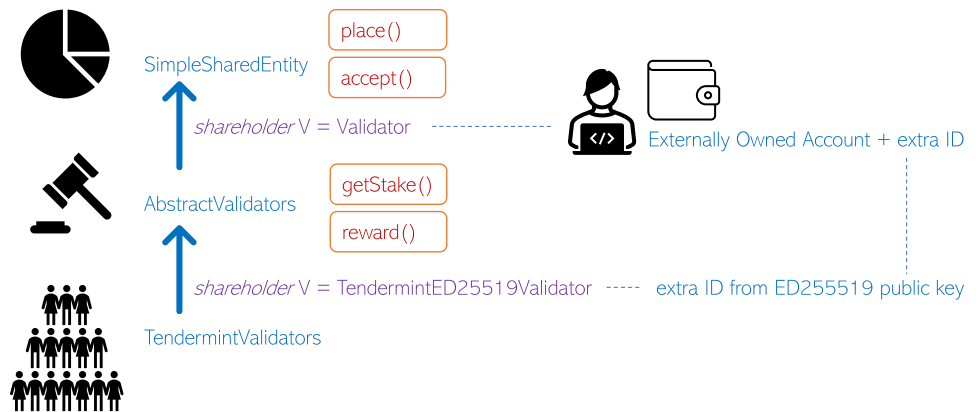 place()
SimpleSharedEntity
accept()
shareholder V = Validator
</>
Externally Owned Account + extra ID
getStake()
AbstractValidators
reward()
shareholder V = TendermintED25519Validator
extra ID from ED255519 public key
TendermintValidators